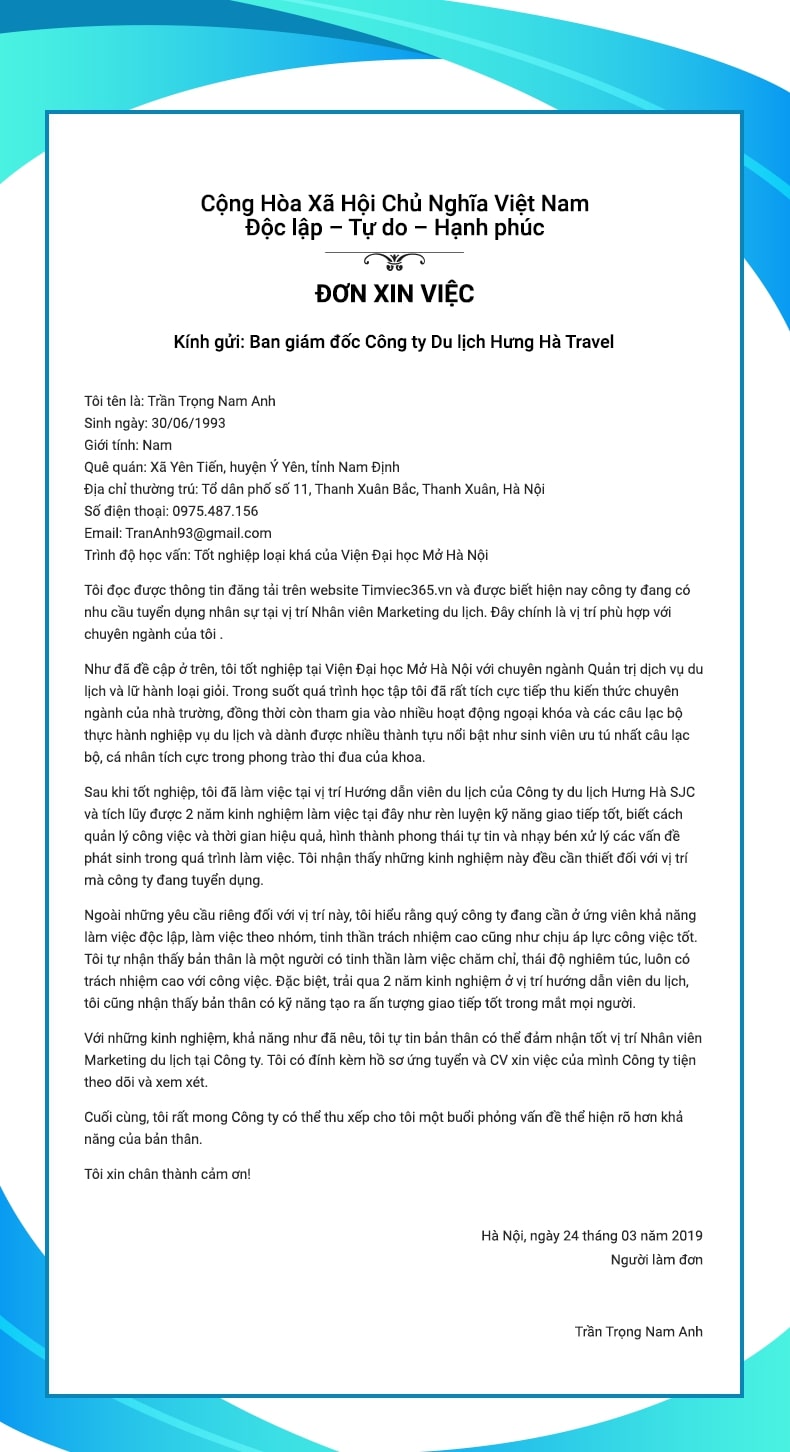 Cộng Hòa Xã Hội Chủ Nghĩa Việt Nam
Độc lập – Tự do – Hạnh phúc
ĐƠN XIN VIỆC
Kính gửi: Ban giám đốc Công ty Du lịch Hưng Hà Travel
Tôi tên là: Trần Trọng Nam Anh
Sinh ngày: 30/06/1993
Giới tính: Nam
Quê quán: Xã Yên Tiến, huyện Ý Yên, tỉnh Nam Định
Địa chỉ thường trú: Tổ dân phố số 11, Thanh Xuân Bắc, Thanh Xuân, Hà Nội
Số điện thoại: 0975.487.156
Email: TranAnh93@gmail.com
Trình độ học vấn: Tốt nghiệp loại khá của Viện Đại học Mở Hà Nội
Tôi đọc được thông tin đăng tải trên website Timviec365.vn và được biết hiện nay công ty đang có
nhu cầu tuyển dụng nhân sự tại vị trí Nhân viên Marketing du lịch. Đây chính là vị trí phù hợp với
chuyên ngành của tôi .
Như đã đề cập ở trên, tôi tốt nghiệp tại Viện Đại học Mở Hà Nội với chuyên ngành Quản trị dịch vụ du
lịch và lữ hành loại giỏi. Trong suốt quá trình học tập tôi đã rất tích cực tiếp thu kiến thức chuyên
ngành của nhà trường, đồng thời còn tham gia vào nhiều hoạt động ngoại khóa và các câu lạc bộ
thực hành nghiệp vụ du lịch và dành được nhiều thành tựu nổi bật như sinh viên ưu tú nhất câu lạc
bộ, cá nhân tích cực trong phong trào thi đua của khoa.
Sau khi tốt nghiệp, tôi đã làm việc tại vị trí Hướng dẫn viên du lịch của Công ty du lịch Hưng Hà SJC
và tích lũy được 2 năm kinh nghiệm làm việc tại đây như rèn luyện kỹ năng giao tiếp tốt, biết cách
quản lý công việc và thời gian hiệu quả, hình thành phong thái tự tin và nhạy bén xử lý các vấn đề
phát sinh trong quá trình làm việc. Tôi nhận thấy những kinh nghiệm này đều cần thiết đối với vị trí
mà công ty đang tuyển dụng.
Ngoài những yêu cầu riêng đối với vị trí này, tôi hiểu rằng quý công ty đang cần ở ứng viên khả năng
làm việc độc lập, làm việc theo nhóm, tinh thần trách nhiệm cao cũng như chịu áp lực công việc tốt.
Tôi tự nhận thấy bản thân là một người có tinh thần làm việc chăm chỉ, thái độ nghiêm túc, luôn có
trách nhiệm cao với công việc. Đặc biệt, trải qua 2 năm kinh nghiệm ở vị trí hướng dẫn viên du lịch,
tôi cũng nhận thấy bản thân có kỹ năng tạo ra ấn tượng giao tiếp tốt trong mắt mọi người.
Với những kinh nghiệm, khả năng như đã nêu, tôi tự tin bản thân có thể đảm nhận tốt vị trí Nhân viên
Marketing du lịch tại Công ty. Tôi có đính kèm hồ sơ ứng tuyển và CV xin việc của mình Công ty tiện
theo dõi và xem xét.
Cuối cùng, tôi rất mong Công ty có thể thu xếp cho tôi một buổi phỏng vấn đề thể hiện rõ hơn khả
năng của bản thân.
Tôi xin chân thành cảm ơn!
Hà Nội, ngày 24 tháng 03 năm 2019
Người làm đơn
Trần Trọng Nam Anh